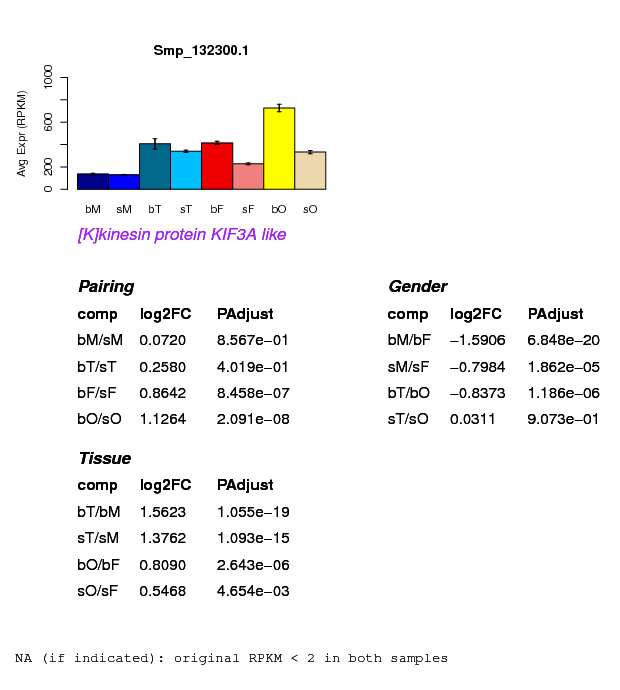 Smp_132300.1
Avg Expr (RPKM)
1000
600
200
0
bM sM bT sT bF sF bO sO
[K]kinesin protein KIF3A like
Pairing
comp log2FC PAdjust
bM/sM 0.0720 8.567e−01
bT/sT 0.2580 4.019e−01
bF/sF 0.8642 8.458e−07
bO/sO 1.1264 2.091e−08
Gender
comp log2FC PAdjust
bM/bF −1.5906 6.848e−20
sM/sF −0.7984 1.862e−05
bT/bO −0.8373 1.186e−06
sT/sO 0.0311 9.073e−01
Tissue
comp log2FC PAdjust
bT/bM 1.5623 1.055e−19
sT/sM 1.3762 1.093e−15
bO/bF 0.8090 2.643e−06
sO/sF 0.5468 4.654e−03
NA (if indicated): original RPKM < 2 in both samples